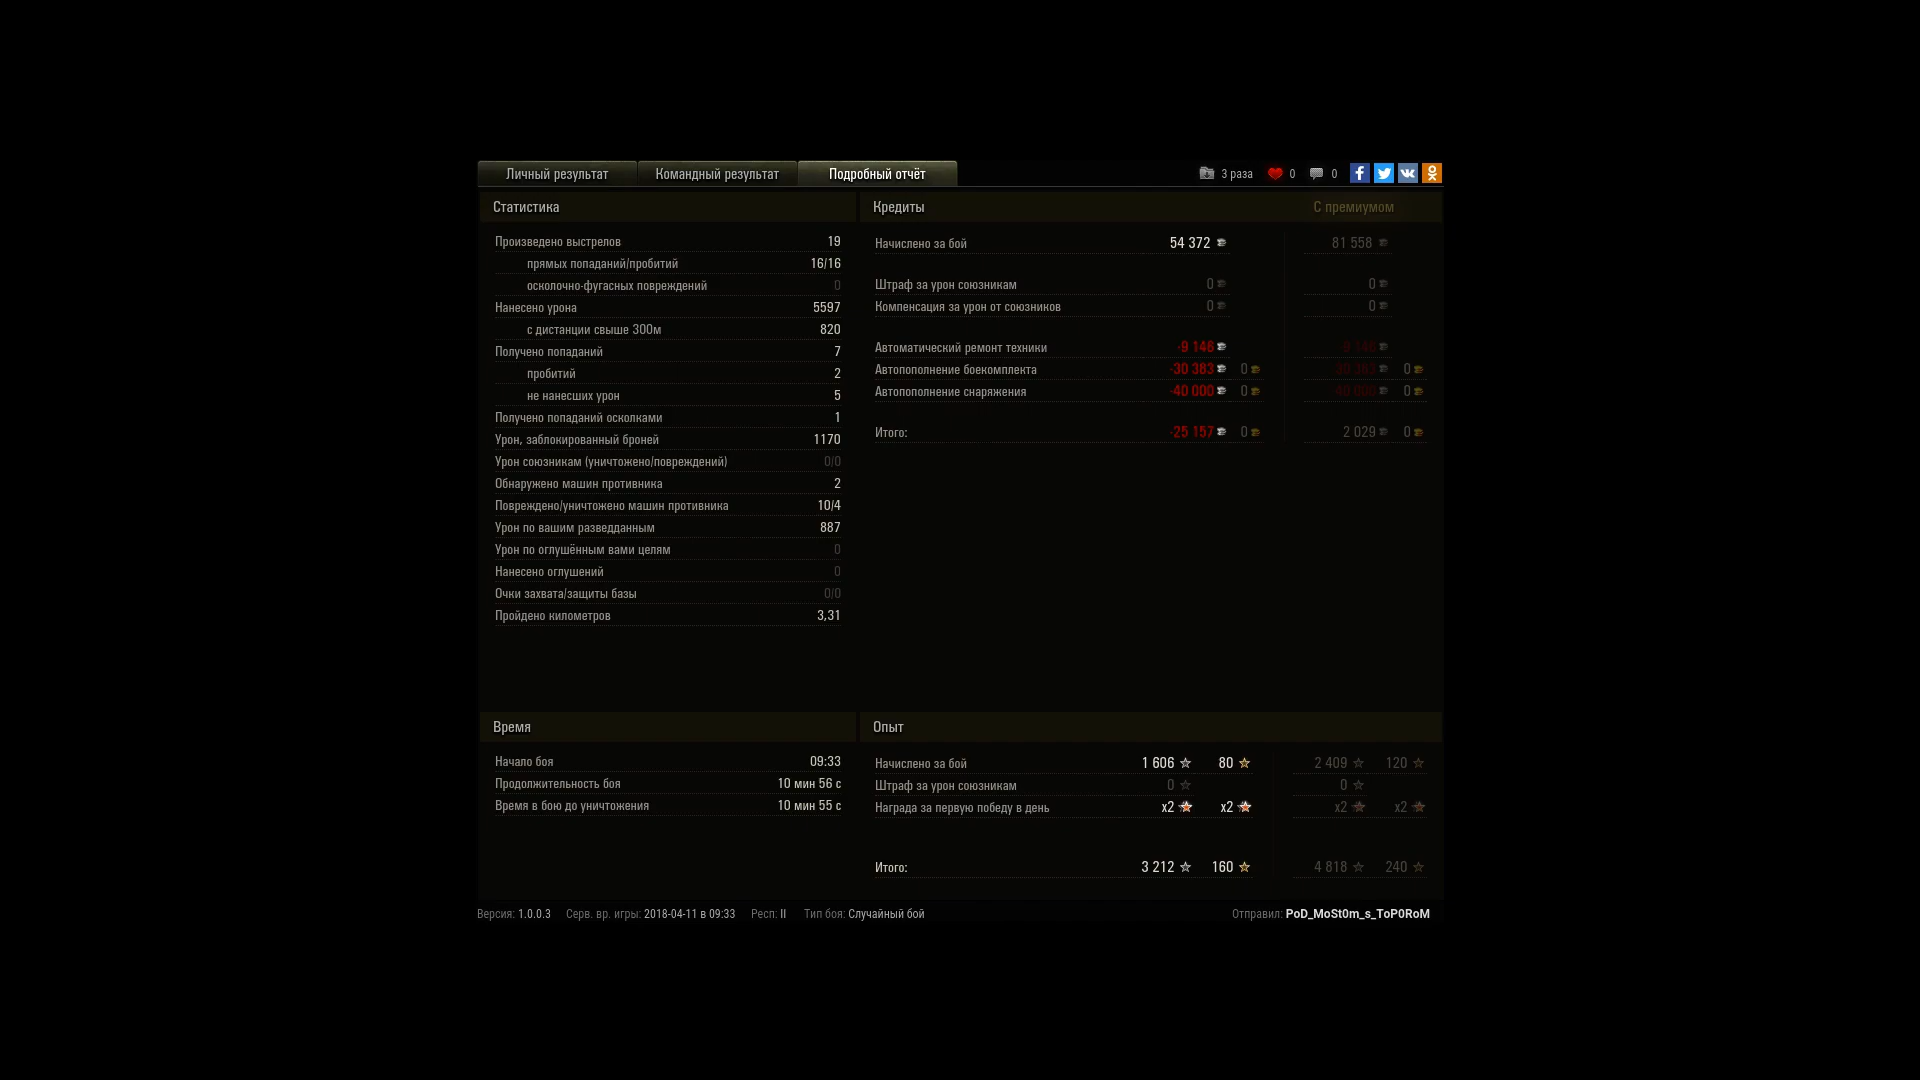 Личный результат Командный результат Подробный отчёт 3 раза 0 0
Статистика
Произведено выстрелов 19
прямых попаданий/пробитий 16/16
осколочно-фугасных повреждений 0
Нанесено урона 5597
с дистанции свыше 300м 820
Получено попаданий 7
пробитий 2
не нанесших урон 5
Получено попаданий осколками 1
Урон, заблокированный броней 1170
Урон союзникам (уничтожено/повреждений) 0/0
Обнаружено машин противника 2
Повреждено/уничтожено машин противника 10/4
Урон по вашим разведданным 887
Урон по оглушённым вами целям 0
Нанесено оглушений 0
Очки захвата/защиты базы 0/0
Пройдено километров 3,31
Кредиты С премиумом
Начислено за бой 54 372 81 558
Штраф за урон союзникам 0 0
Компенсация за урон от союзников 0 0
Автоматический ремонт техники -9 146 -9 146
Автопополнение боекомплекта -30 383 0 -30 383 0
Автопополнение снаряжения -40 000 0 -40 000 0
Итого: -25 157 0 2 029 0
Время
Начало боя 09:33
Продолжительность боя 10 мин 56 с
Время в бою до уничтожения 10 мин 55 с
Опыт
Начислено за бой 1 606 80 2 409 120
Штраф за урон союзникам 0 0
Награда за первую победу в день x2 x2 x2 x2
Итого: 3 212 160 4 818 240
Версия: 1.0.0.3 Серв. вр. игры: 2018-04-11 в 09:33 Респ: II Тип боя: Случайный бой Отправил: PoD_MoSt0m_s_ToP0RoM